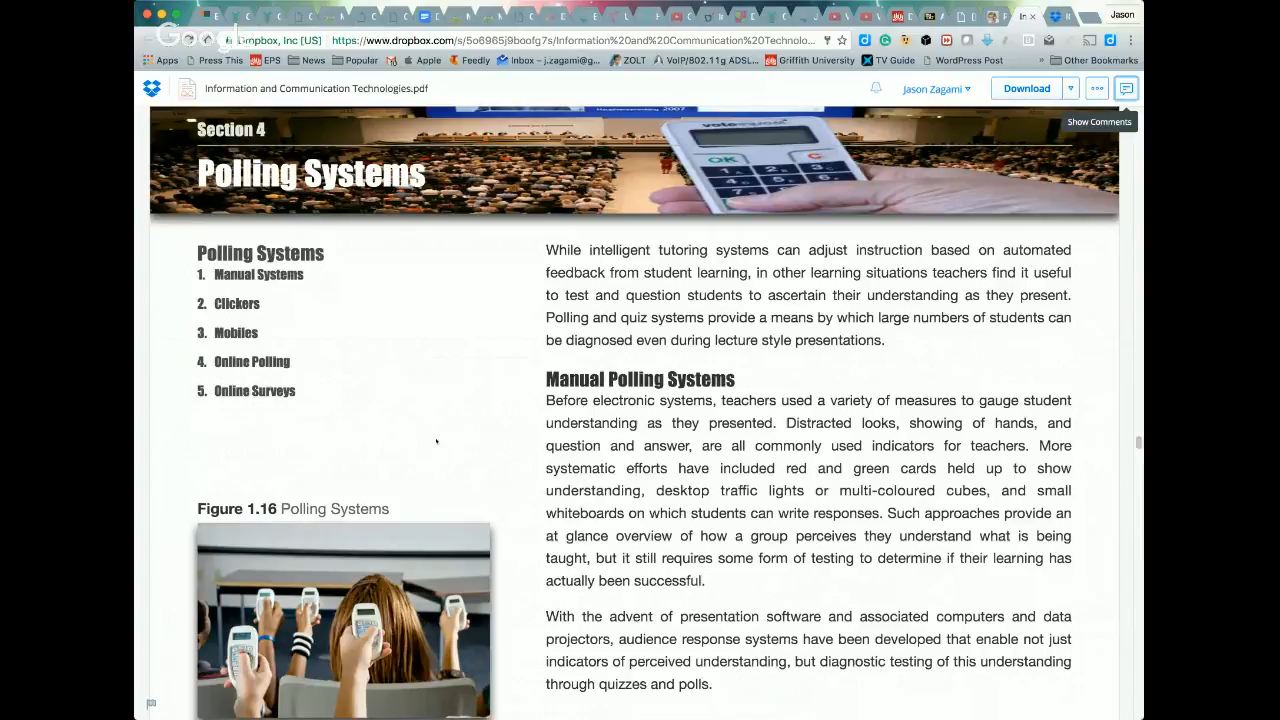 Jason
Dropbox, Inc [US]
https://www.dropbox.com/s/5o6965j9boofg7s/Information%20and%20Communication%20Technolo...
Apps Press This EPS News Popular Apple Feedly Inbox – j.zagami@g... ZOLT VoIP/802.11g ADSL... Griffith University TV Guide WordPress Post » Other Bookmarks
Information and Communication Technologies.pdf
Jason Zagami
Download
Show Comments
Section 4
Polling Systems
OK
C
Polling Systems
1. Manual Systems
2. Clickers
3. Mobiles
4. Online Polling
5. Online Surveys
Figure 1.16 Polling Systems
While intelligent tutoring systems can adjust instruction based on automated
feedback from student learning, in other learning situations teachers find it useful
to test and question students to ascertain their understanding as they present.
Polling and quiz systems provide a means by which large numbers of students can
be diagnosed even during lecture style presentations.
Manual Polling Systems
Before electronic systems, teachers used a variety of measures to gauge student
understanding as they presented. Distracted looks, showing of hands, and
question and answer, are all commonly used indicators for teachers. More
systematic efforts have included red and green cards held up to show
understanding, desktop traffic lights or multi-coloured cubes, and small
whiteboards on which students can write responses. Such approaches provide an
at glance overview of how a group perceives they understand what is being
taught, but it still requires some form of testing to determine if their learning has
actually been successful.
With the advent of presentation software and associated computers and data
projectors, audience response systems have been developed that enable not just
indicators of perceived understanding, but diagnostic testing of this understanding
through quizzes and polls.